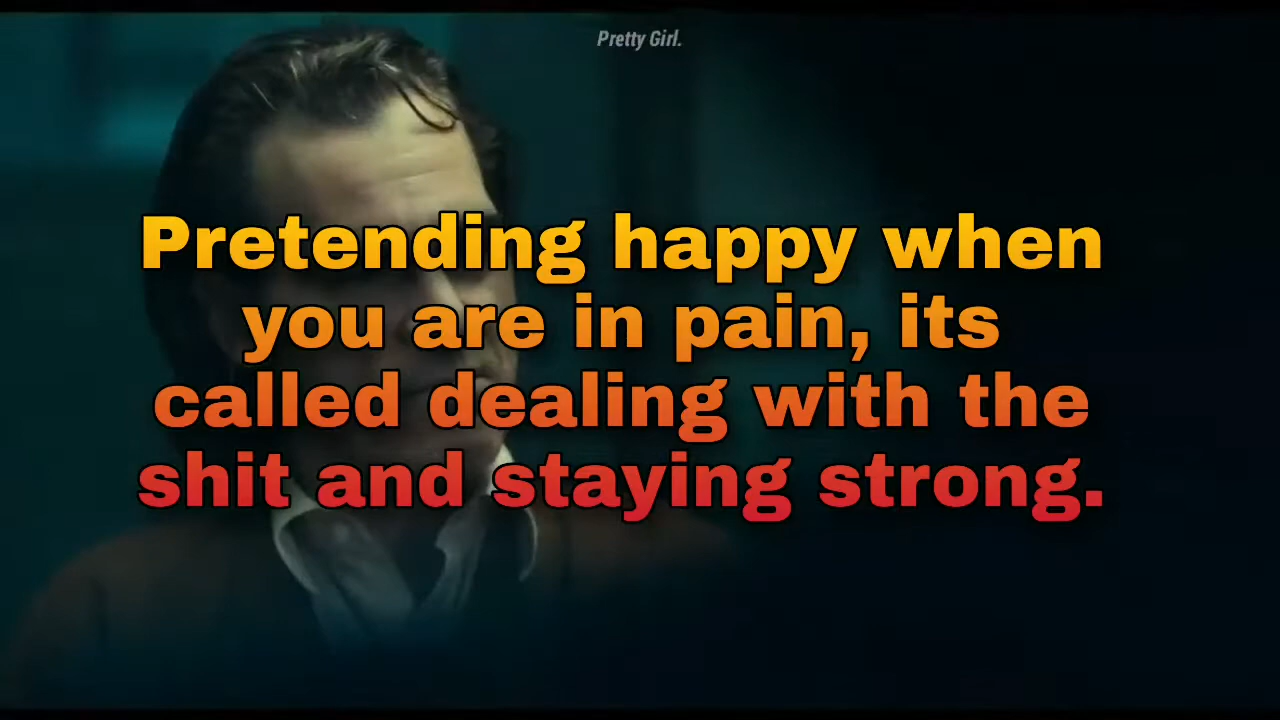 Pretty Girl.
Pretending happy when
you are in pain, its
called dealing with the
shit and staying strong.